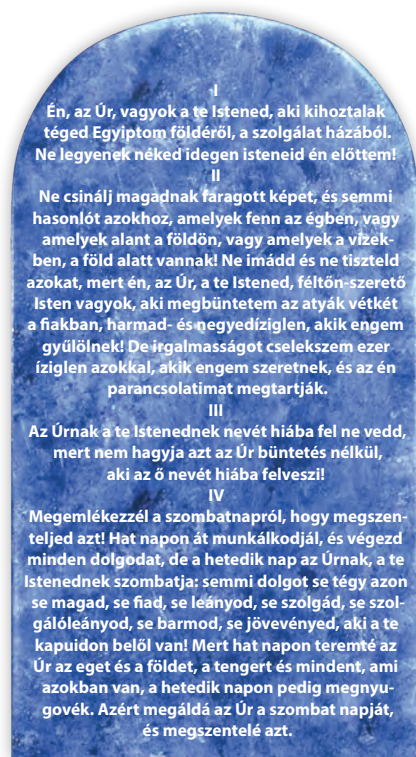 I
Én, az Úr, vagyok a te Istened, aki kihoztalak
téged Egyiptom földéről, a szolgálat házából.
Ne legyenek néked idegen isteneid én előttem!
II
Ne csinálj magadnak faragott képet, és semmi
hasonlót azokhoz, amelyek fenn az égben, vagy
amelyek alant a földön, vagy amelyek a vizek-
ben, a föld alatt vannak! Ne imádd és ne tiszteld
azokat, mert én, az Úr, a te Istened, féltőn-szerető
Isten vagyok, aki megbüntetem az atyák vétkét
a fiakban, harmad- és negyedíziglen, akik engem
gyűlölnek! De irgalmasságot cselekszem ezer
íziglen azokkal, akik engem szeretnek, és az én
parancsolatimat megtartják.
III
Az Úrnak a te Istenednek nevét hiába fel ne vedd,
mert nem hagyja azt az Úr büntetés nélkül,
aki az ő nevét hiába felveszi!
IV
Megemlékezzél a szombatnapról, hogy megszen-
teljed azt! Hat napon át munkálkodjál, és végezd
minden dolgodat, de a hetedik nap az Úrnak, a te
Istenednek szombatja: semmi dolgot se tégy azon
se magad, se fiad, se leányod, se szolgád, se szol-
gálóleányod, se barmod, se jövevényed, aki a te
kapuidon belől van! Mert hat napon teremté az
Úr az eget és a földet, a tengert és mindent, ami
azokban van, a hetedik napon pedig megnyu-
govék. Azért megáldá az Úr a szombat napját,
és megszentelé azt.